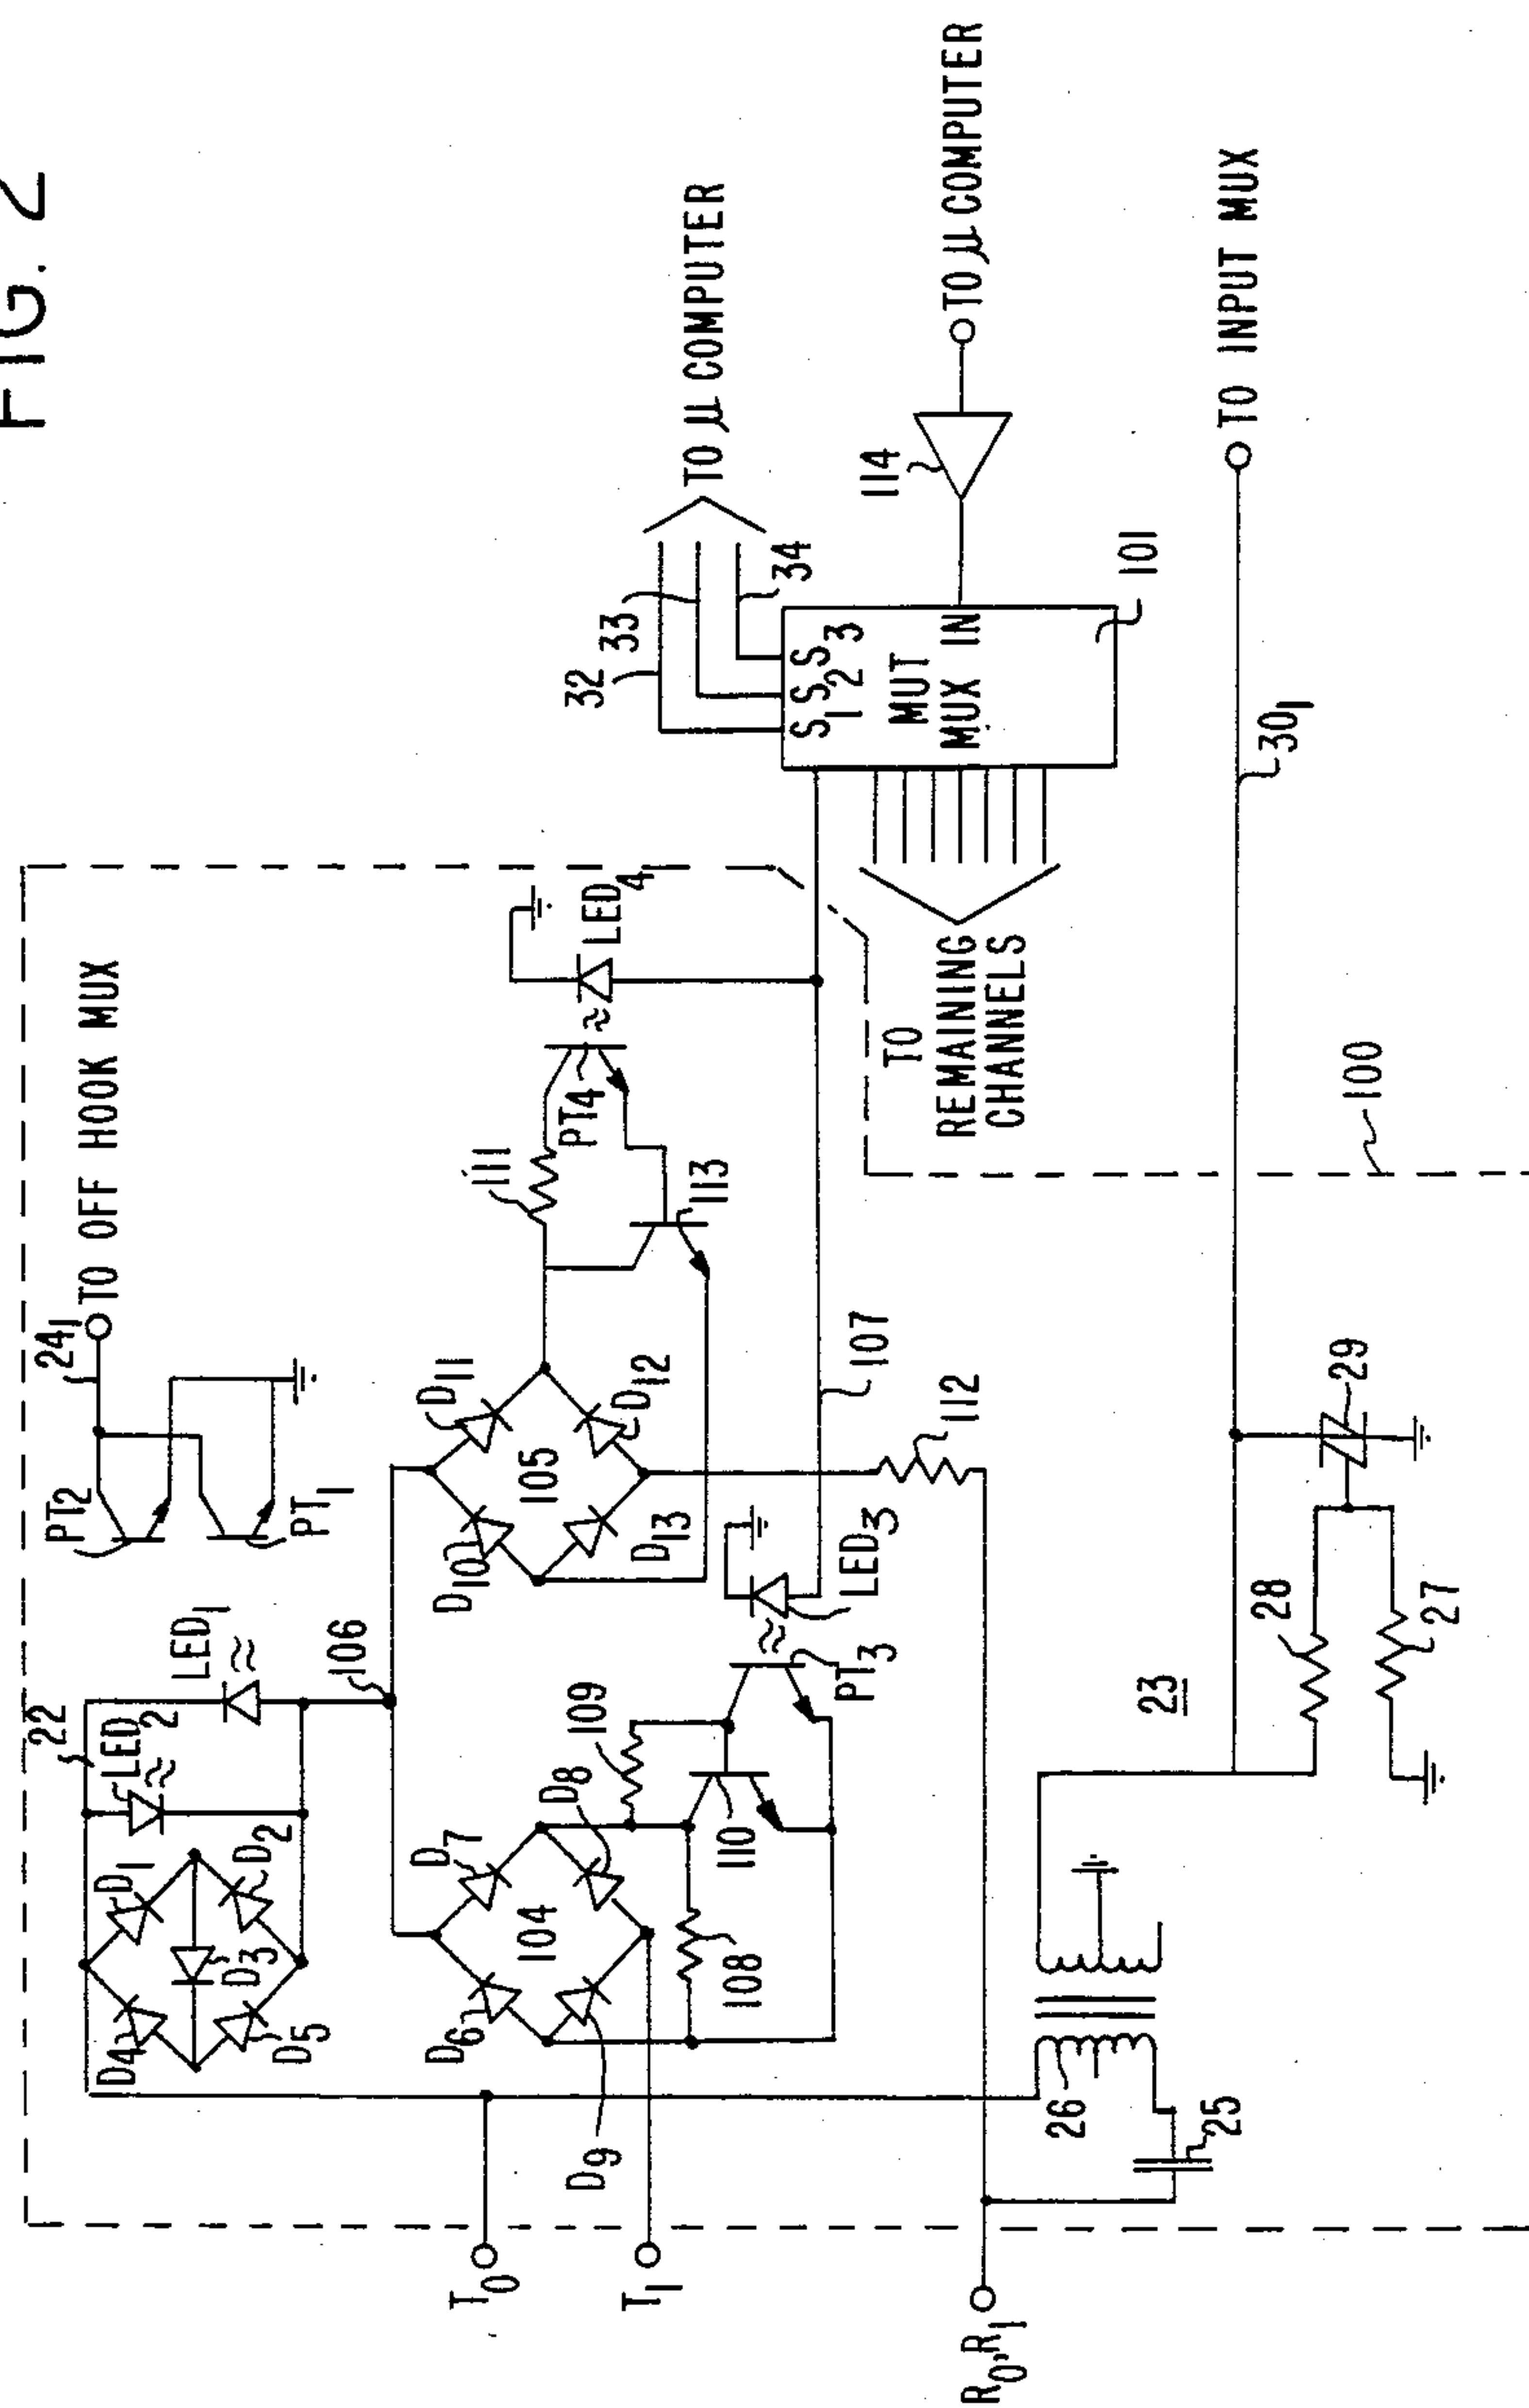 FIG. 2
TO OFF HOOK MUX
24₁
PT₂
PT₁
22
LED₁
LED₂
D₁
D₂
D₃
D₄
D₅
106
D₁₁
D₁₀
105
D₁₂
D₁₃
111
PT₄
LED₄
113
32
33
34
TO μ COMPUTER
S₁ S₂ S₃
MUT
MUX IN
114
TO μ COMPUTER
101
TO
REMAINING
CHANNELS
107
112
LED₃
PT₃
109
D₇
D₈
104
D₆
D₉
108
110
T₀
T₁
R₀,R₁
26
25
23
28
27
29
30₁
TO INPUT MUX
100